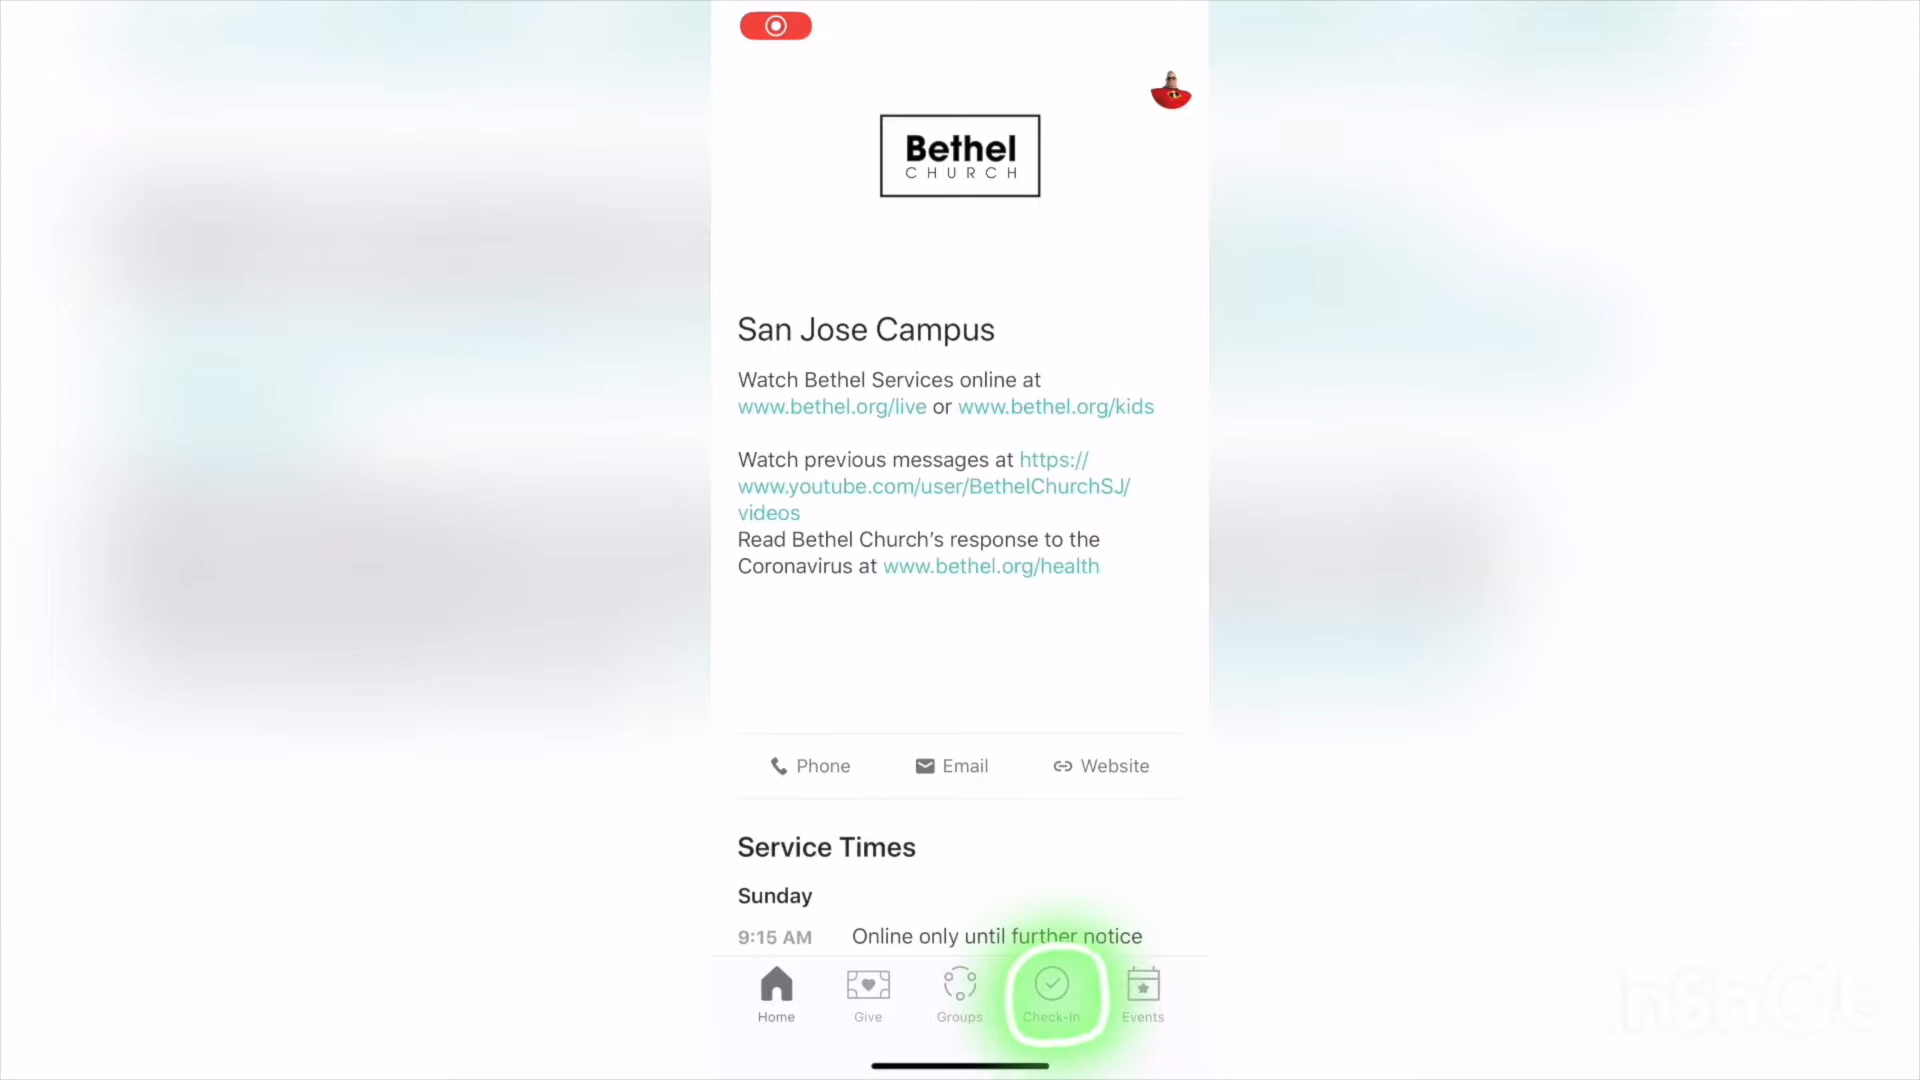 Bethel
CHURCH
San Jose Campus
Watch Bethel Services online at
www.bethel.org/live or www.bethel.org/kids
Watch previous messages at https://
www.youtube.com/user/BethelChurchSJ/
videos
Read Bethel Church’s response to the
Coronavirus at www.bethel.org/health
Phone Email Website
Service Times
Sunday
9:15 AM Online only until further notice
Home Give Groups Check-In Events
InShOt